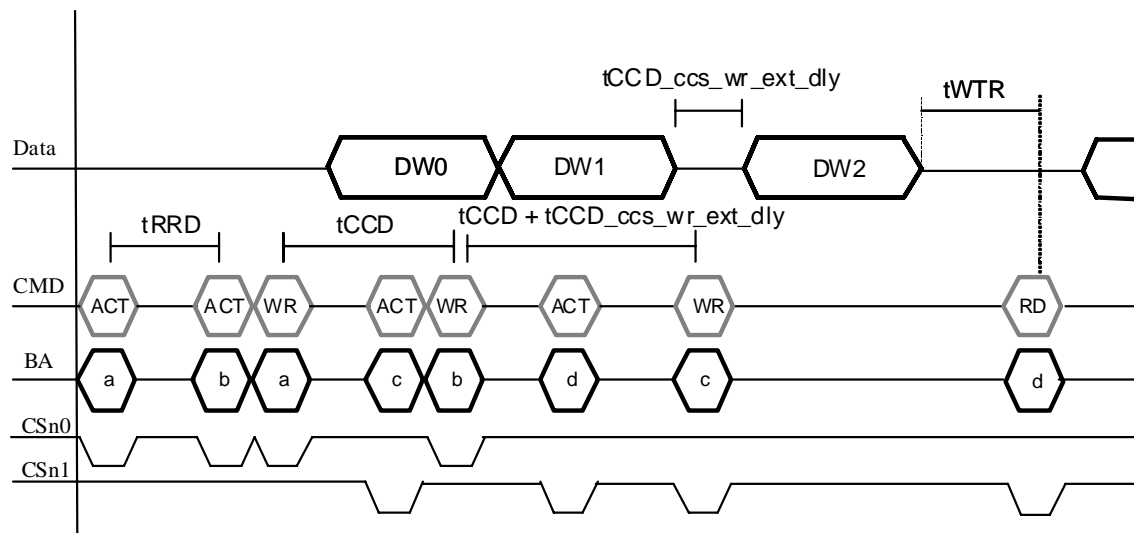 tCCD_ccs_wr_ext_dly
tWTR
Data
DW0
DW1
DW2
tRRD
tCCD
tCCD + tCCD_ccs_wr_ext_dly
CMD
ACT
ACT
WR
ACT
WR
ACT
WR
RD
BA
a
b
a
c
b
d
c
d
CSn0
CSn1